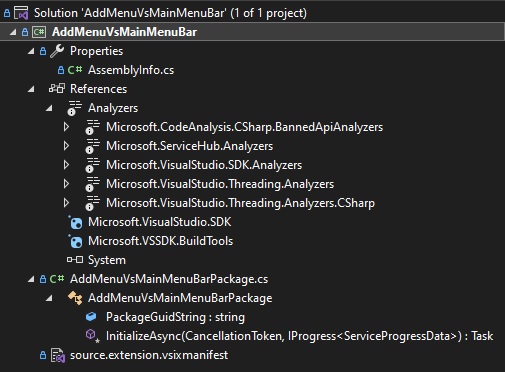 Solution 'AddMenuVsMainMenuBar' (1 of 1 project)
AddMenuVsMainMenuBar
Properties
AssemblyInfo.cs
References
Analyzers
Microsoft.CodeAnalysis.CSharp.BannedApiAnalyzers
Microsoft.ServiceHub.Analyzers
Microsoft.VisualStudio.SDK.Analyzers
Microsoft.VisualStudio.Threading.Analyzers
Microsoft.VisualStudio.Threading.Analyzers.CSharp
Microsoft.VisualStudio.SDK
Microsoft.VSSDK.BuildTools
System
AddMenuVsMainMenuBarPackage.cs
AddMenuVsMainMenuBarPackage
PackageGuidString : string
InitializeAsync(CancellationToken, IProgress<ServiceProgressData>) : Task
source.extension.vsixmanifest